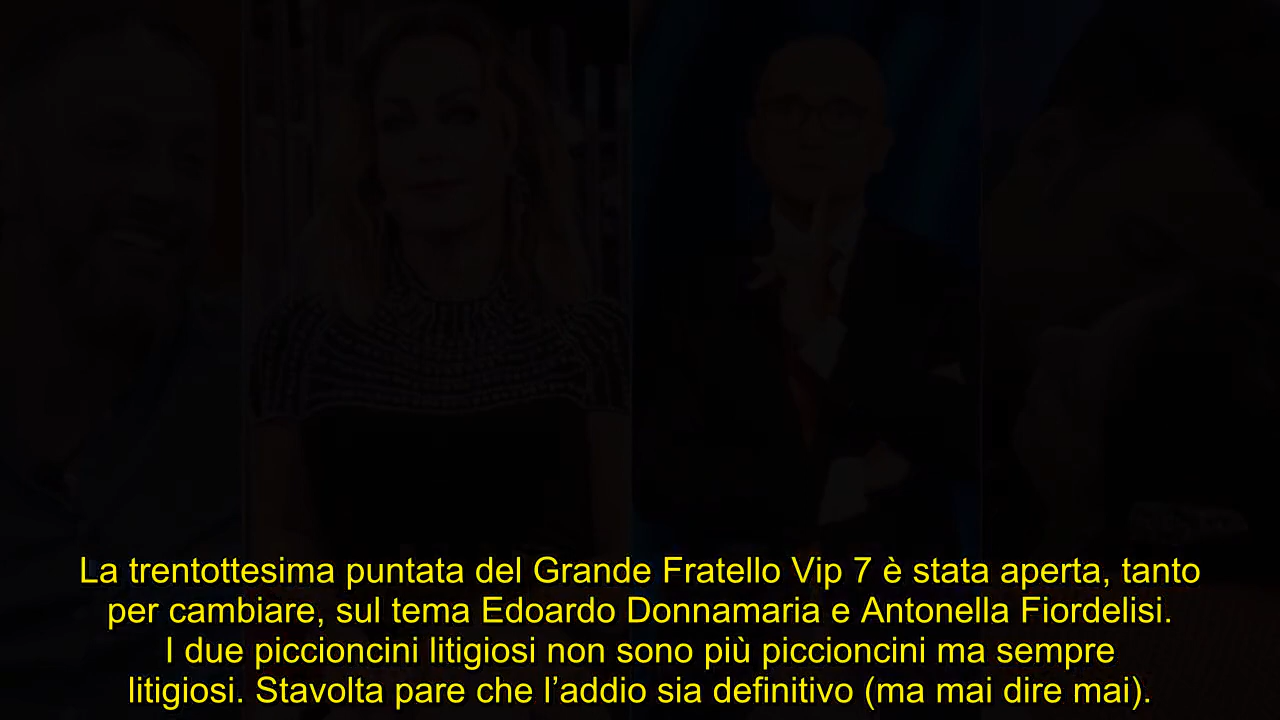 La trentottesima puntata del Grande Fratello Vip 7 è stata aperta, tanto
per cambiare, sul tema Edoardo Donnamaria e Antonella Fiordelisi.
I due piccioncini litigiosi non sono più piccioncini ma sempre
litigiosi. Stavolta pare che l’addio sia definitivo (ma mai dire mai).